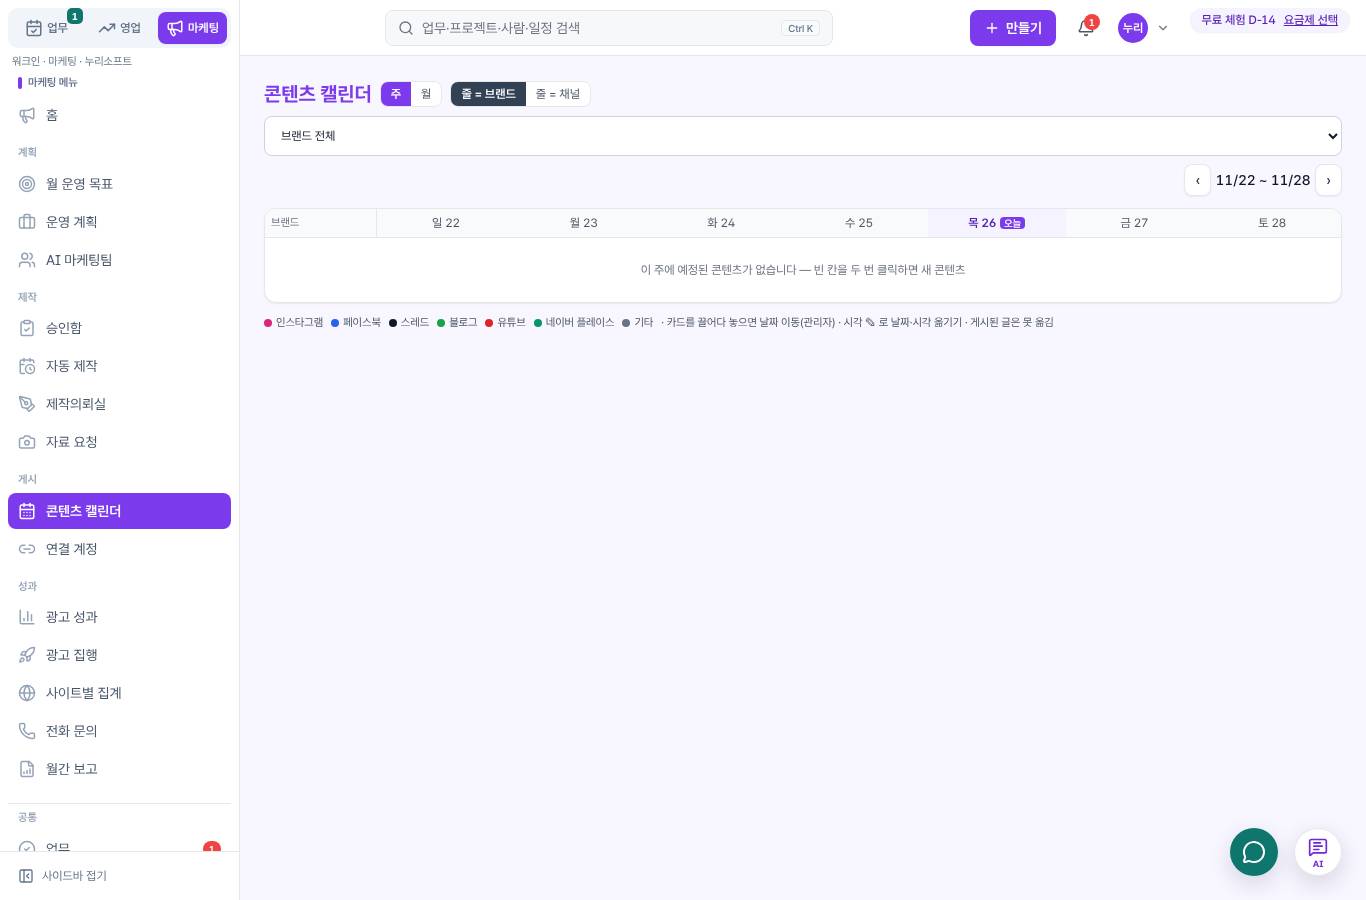 업무 1 영업 마케팅
워크인 · 마케팅 · 누리소프트
마케팅 메뉴
홈
계획
월 운영 목표
운영 계획
AI 마케팅팀
제작
승인함
자동 제작
제작의뢰실
자료 요청
게시
콘텐츠 캘린더
연결 계정
성과
광고 성과
광고 집행
사이트별 집계
전화 문의
월간 보고
공통
업무 1
사이드바 접기
업무·프로젝트·사람·일정 검색 Ctrl K
만들기
1
누리
무료 체험 D-14 요금제 선택
콘텐츠 캘린더 주 월 줄 = 브랜드 줄 = 채널
브랜드 전체
‹ 11/22 ~ 11/28 ›
브랜드 일 22 월 23 화 24 수 25 목 26 오늘 금 27 토 28
이 주에 예정된 콘텐츠가 없습니다 — 빈 칸을 두 번 클릭하면 새 콘텐츠
인스타그램 페이스북 스레드 블로그 유튜브 네이버 플레이스 기타 · 카드를 끌어다 놓으면 날짜 이동(관리자) · 시각 ✎ 로 날짜·시각 옮기기 · 게시된 글은 못 옮김
AI